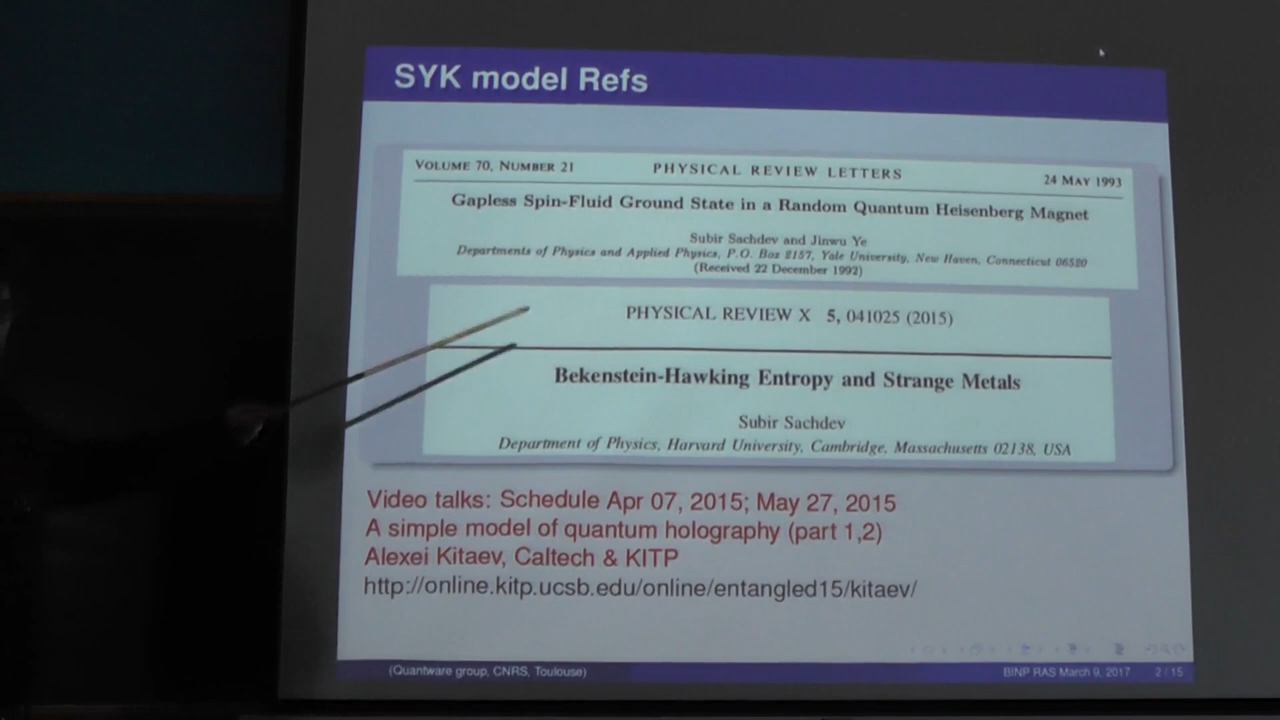 SYK model Refs
VOLUME 70, NUMBER 21 PHYSICAL REVIEW LETTERS 24 MAY 1993
Gapless Spin-Fluid Ground State in a Random Quantum Heisenberg Magnet
Subir Sachdev and Jinwu Ye
Departments of Physics and Applied Physics, P.O. Box 2157, Yale University, New Haven, Connecticut 06520
(Received 22 December 1992)
PHYSICAL REVIEW X 5, 041025 (2015)
Bekenstein-Hawking Entropy and Strange Metals
Subir Sachdev
Department of Physics, Harvard University, Cambridge, Massachusetts 02138, USA
Video talks: Schedule Apr 07, 2015; May 27, 2015
A simple model of quantum holography (part 1,2)
Alexei Kitaev, Caltech & KITP
http://online.kitp.ucsb.edu/online/entangled15/kitaev/
(Quantware group, CNRS, Toulouse) BINP RAS March 9, 2017 2 / 15